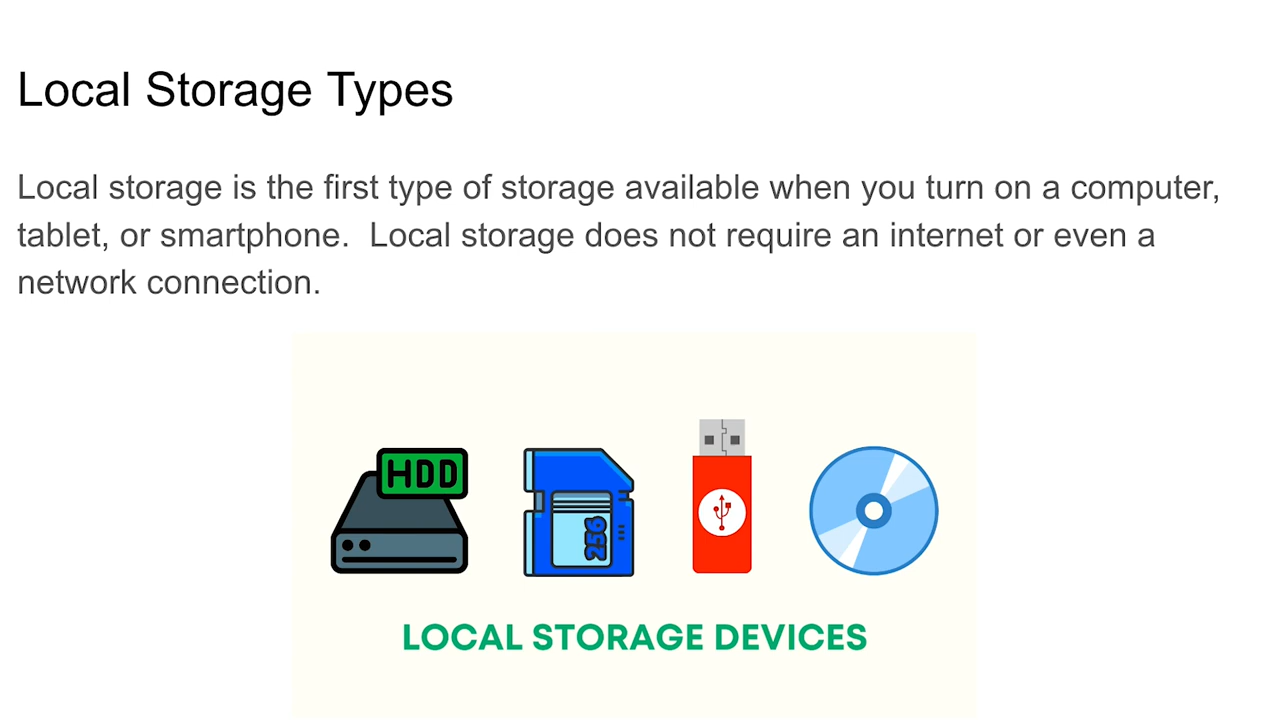 Local Storage Types
Local storage is the first type of storage available when you turn on a computer,
tablet, or smartphone.  Local storage does not require an internet or even a
network connection.
HDD
256
LOCAL STORAGE DEVICES